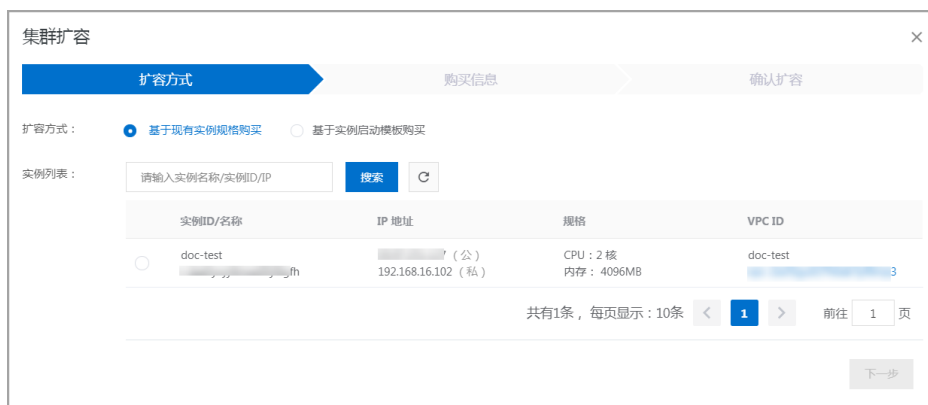 集群扩容
扩容方式
购买信息
确认扩容
扩容方式：
基于现有实例规格购买
基于实例启动模板购买
实例列表：
请输入实例名称/实例ID/IP
搜索
实例ID/名称
IP 地址
规格
VPC ID
doc-test
（公）
CPU：2 核
doc-test
fh
192.168.16.102（私）
内存： 4096MB
3
共有1条， 每页显示：10条
1
前往
1
页
下一步